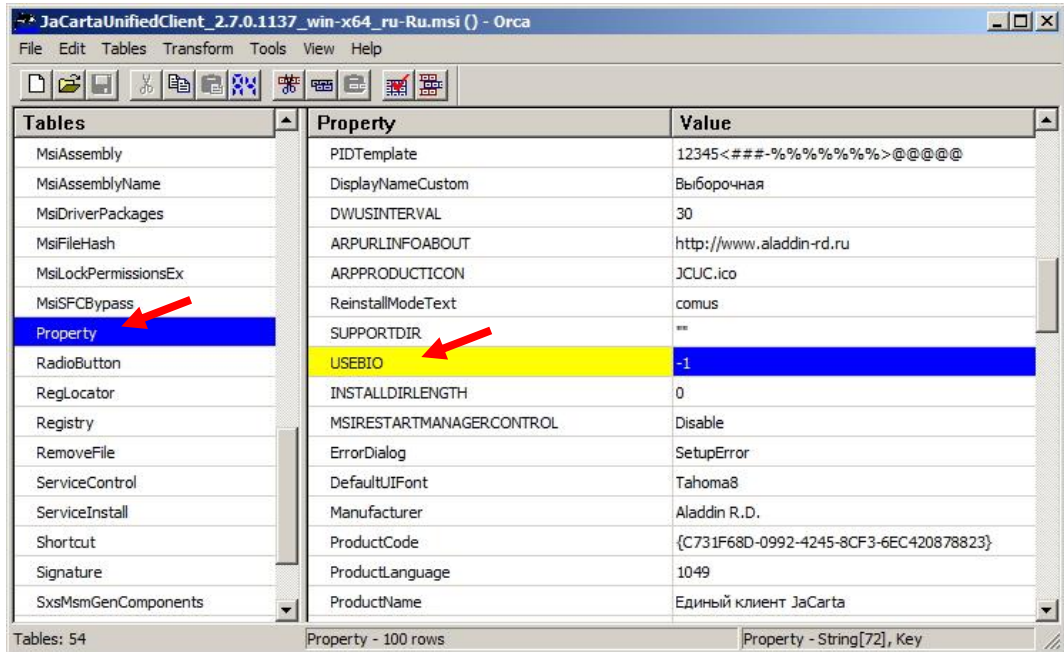 JaCartaUnifiedClient_2.7.0.1137_win-x64_ru-Ru.msi () - Orca
File Edit Tables Transform Tools View Help
Tables Property Value
MsiAssembly PIDTemplate 12345<###-%%%%%%%>@@@@@
MsiAssemblyName DisplayNameCustom Выборочная
MsiDriverPackages DWUSINTERVAL 30
MsiFileHash ARPURLINFOABOUT http://www.aladdin-rd.ru
MsiLockPermissionsEx ARPPRODUCTICON JCUC.ico
MsiSFCBypass ReinstallModeText comus
Property SUPPORTDIR ""
RadioButton USEBIO -1
RegLocator INSTALLDIRLENGTH 0
Registry MSIRESTARTMANAGERCONTROL Disable
RemoveFile ErrorDialog SetupError
ServiceControl DefaultUIFont Tahoma8
ServiceInstall Manufacturer Aladdin R.D.
Shortcut ProductCode {C731F68D-0992-4245-8CF3-6EC420878823}
Signature ProductLanguage 1049
SxsMsmGenComponents ProductName Единый клиент JaCarta
Tables: 54 Property - 100 rows Property - String[72], Key